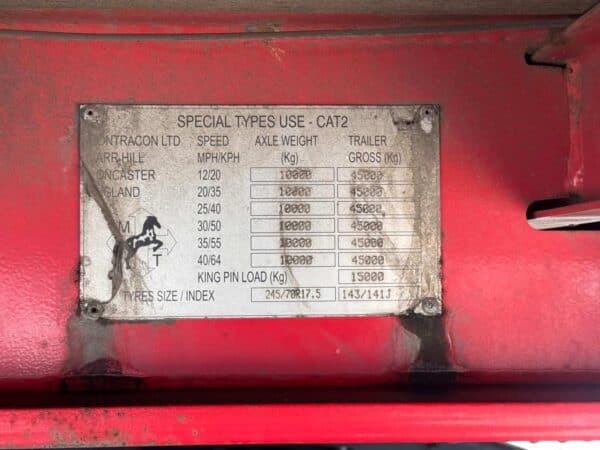 SPECIAL TYPES USE - CAT2
ONTRACON LTD SPEED AXLE WEIGHT TRAILER
ARR HILL MPH/KPH (Kg) GROSS (Kg)
ONCASTER 12/20 10000 45000
GLAND 20/35 10000 45000
25/40 10000 45000
M 30/50 10000 45000
35/55 10000 45000
T 40/64 10000 45000
KING PIN LOAD (Kg) 15000
TYRES SIZE / INDEX 245/70R17.5 143/141J